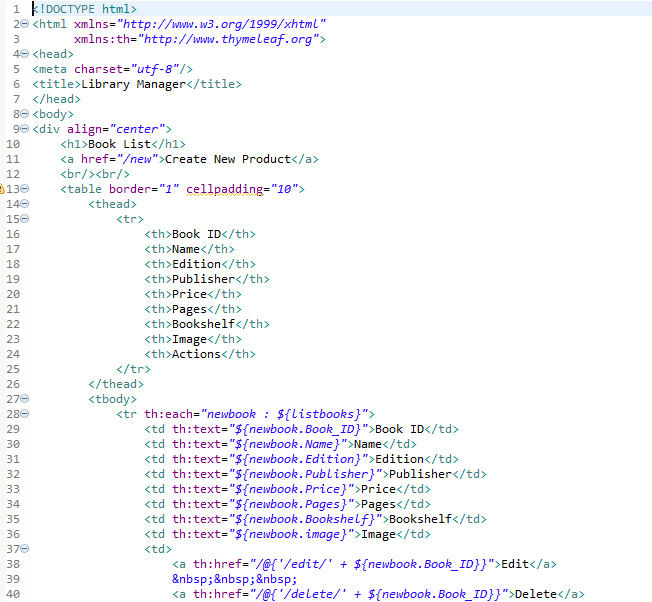 1 <!DOCTYPE html>
2 <html xmlns="http://www.w3.org/1999/xhtml"
3 xmlns:th="http://www.thymeleaf.org">
4 <head>
5 <meta charset="utf-8"/>
6 <title>Library Manager</title>
7 </head>
8 <body>
9 <div align="center">
10 <h1>Book List</h1>
11 <a href="/new">Create New Product</a>
12 <br/><br/>
13 <table border="1" cellpadding="10">
14 <thead>
15 <tr>
16 <th>Book ID</th>
17 <th>Name</th>
18 <th>Edition</th>
19 <th>Publisher</th>
20 <th>Price</th>
21 <th>Pages</th>
22 <th>Bookshelf</th>
23 <th>Image</th>
24 <th>Actions</th>
25 </tr>
26 </thead>
27 <tbody>
28 <tr th:each="newbook : ${listbooks}">
29 <td th:text="${newbook.Book_ID}">Book ID</td>
30 <td th:text="${newbook.Name}">Name</td>
31 <td th:text="${newbook.Edition}">Edition</td>
32 <td th:text="${newbook.Publisher}">Publisher</td>
33 <td th:text="${newbook.Price}">Price</td>
34 <td th:text="${newbook.Pages}">Pages</td>
35 <td th:text="${newbook.Bookshelf}">Bookshelf</td>
36 <td th:text="${newbook.image}">Image</td>
37 <td>
38 <a th:href="/@{'/edit/' + ${newbook.Book_ID}}">Edit</a>
39 &nbsp;&nbsp;&nbsp;
40 <a th:href="/@{'/delete/' + ${newbook.Book_ID}}">Delete</a>